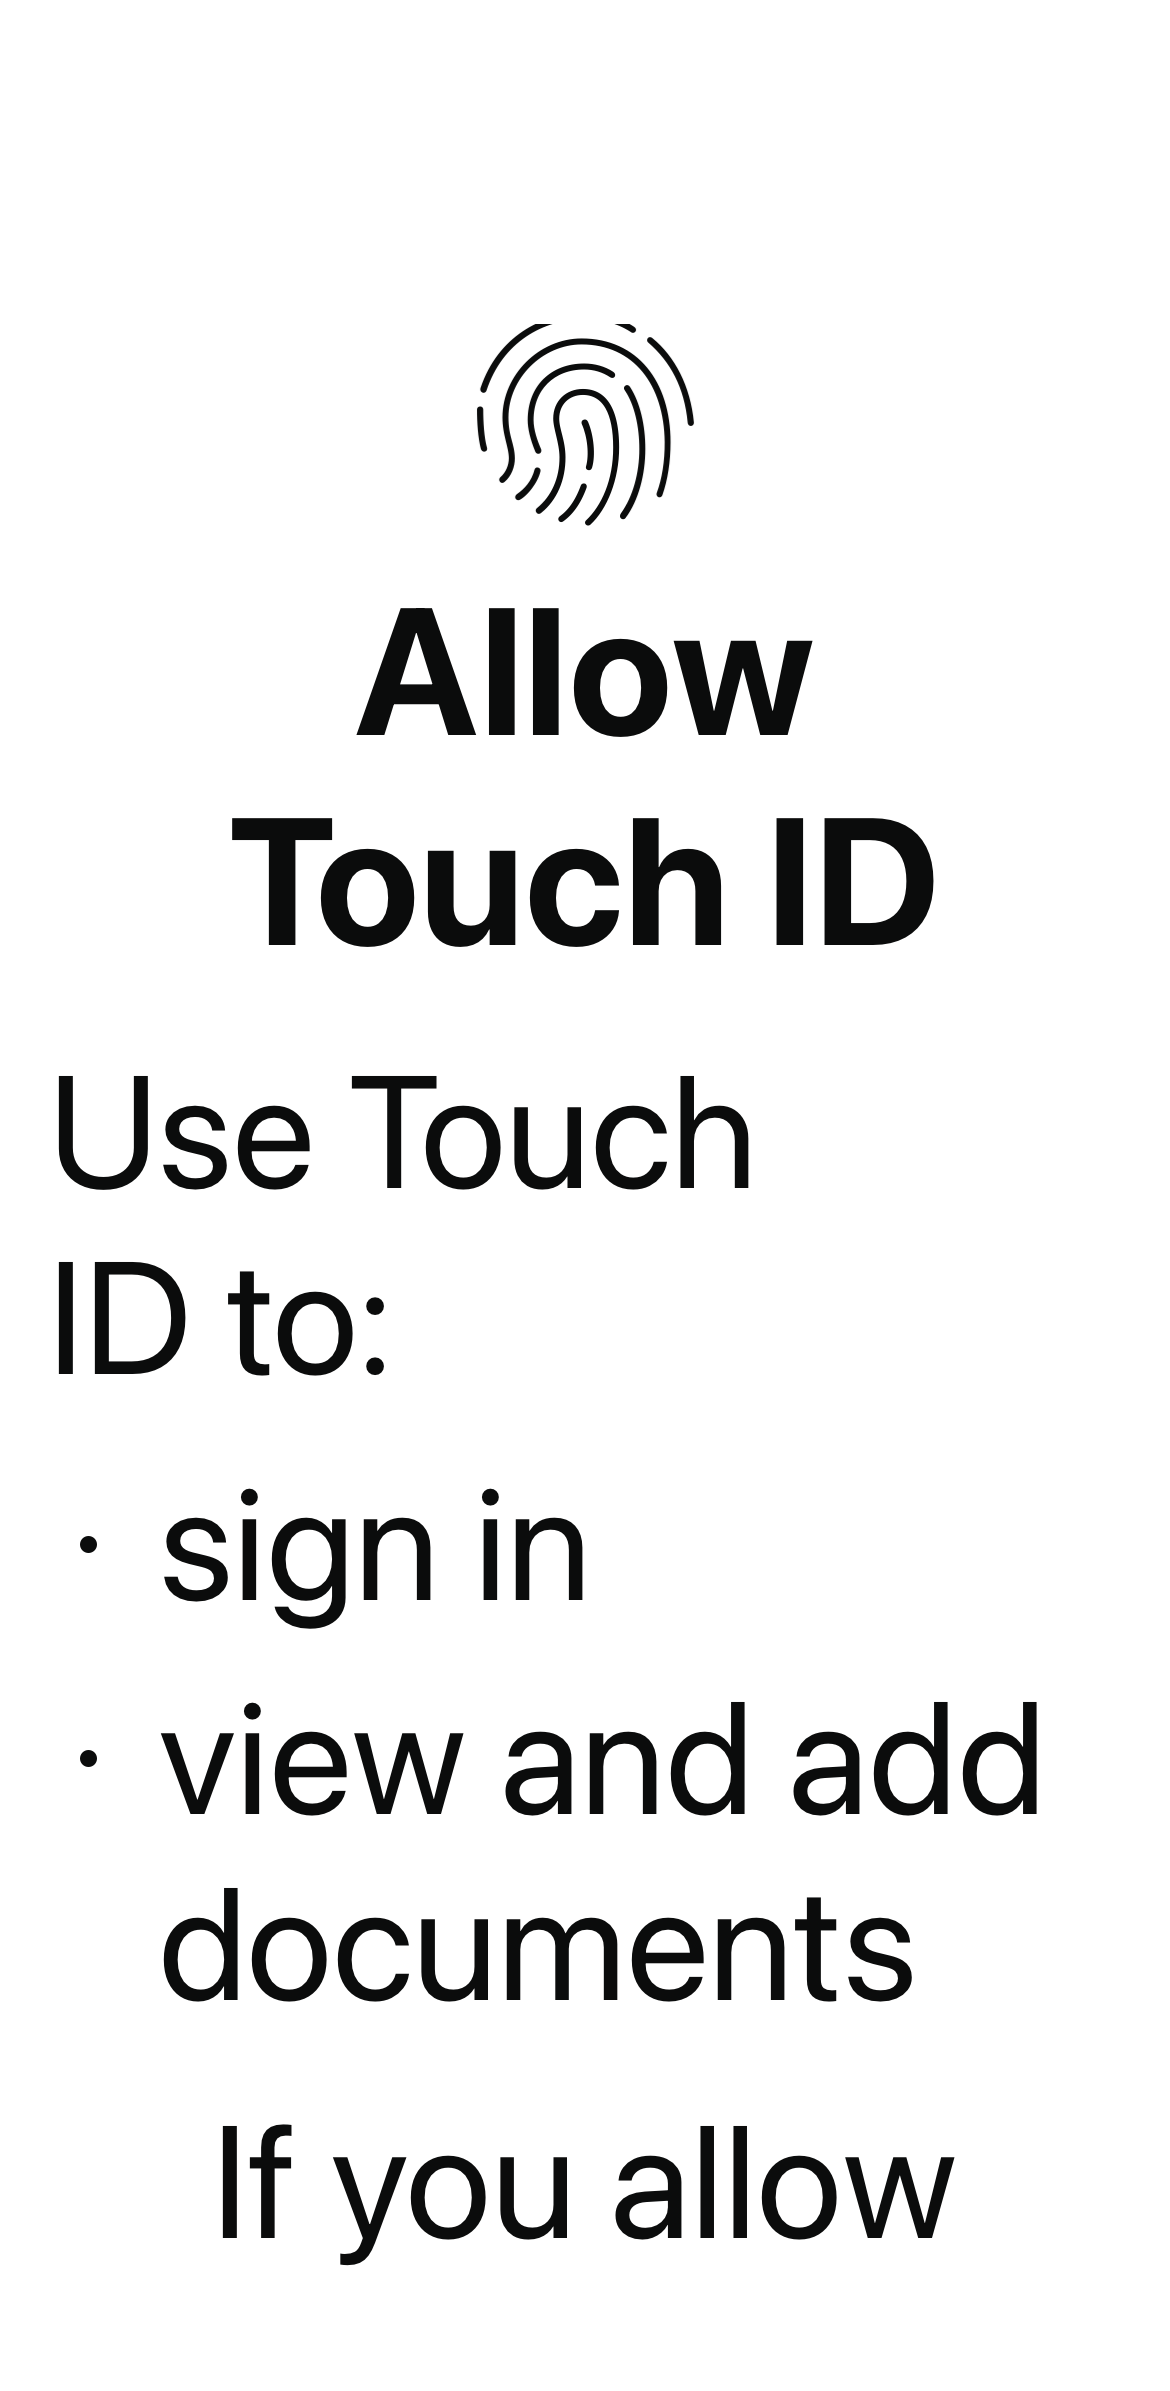 Allow
Touch ID
Use Touch
ID to:
· sign in
· view and add
documents
If you allow